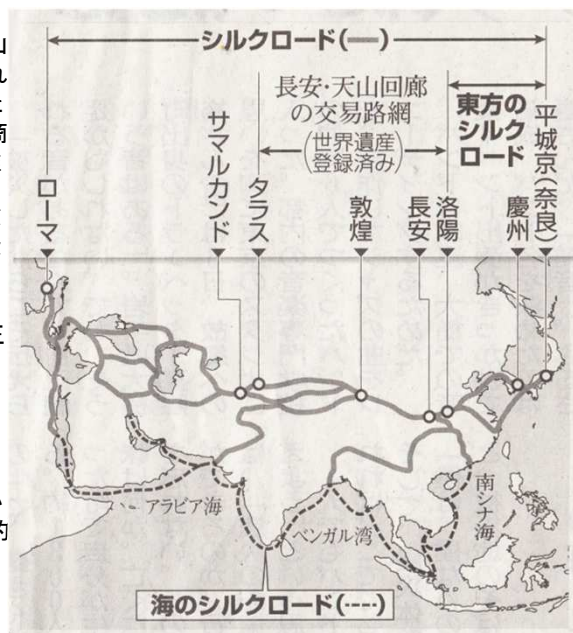 シルクロード(━)
長安・天山回廊
の交易路網
(世界遺産
登録済み)
東方の
シルク
ロード
ローマ
サマルカンド
タラス
敦煌
長安
洛陽
慶州
平城京(奈良)
アラビア海
ベンガル湾
南シナ海
海のシルクロード(----)